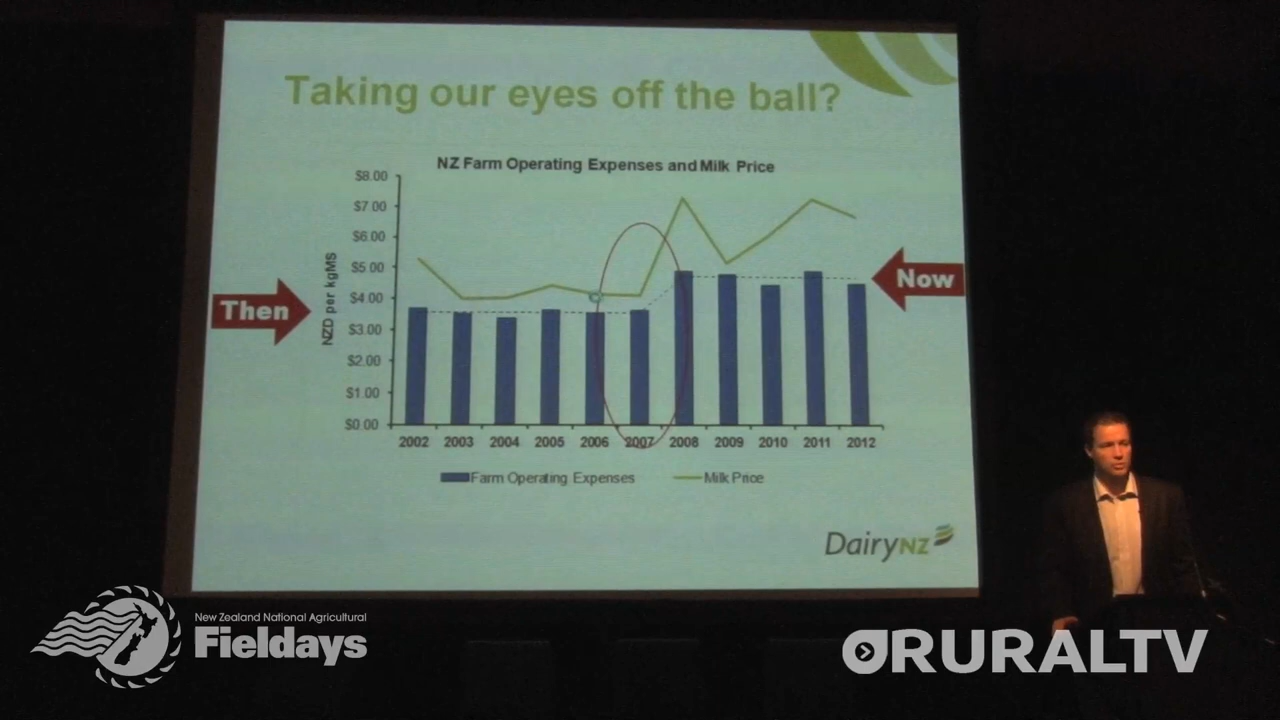 Taking our eyes off the ball?
NZ Farm Operating Expenses and Milk Price
$8.00
$7.00
$6.00
$5.00
$4.00
$3.00
$2.00
$1.00
$0.00
NZD per kgMS
Then
Now
2002 2003 2004 2005 2006 2007 2008 2009 2010 2011 2012
Farm Operating Expenses Milk Price
DairyNZ
New Zealand National Agricultural
Fieldays
RURALTV